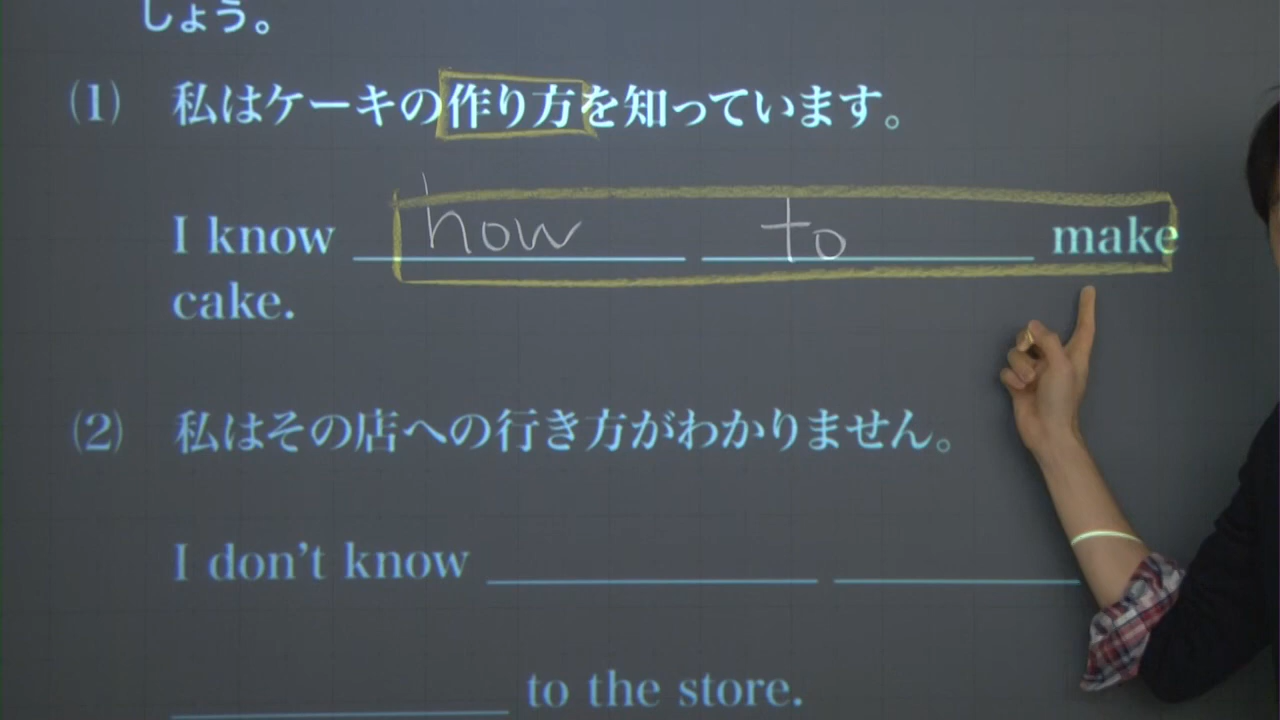 しょう。
(1) 私はケーキの作り方を知っています。
I know how to make
cake.
(2) 私はその店への行き方がわかりません。
I don't know
to the store.